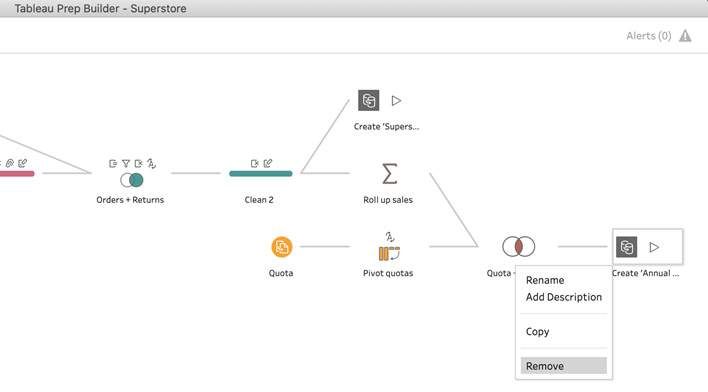 Tableau Prep Builder - Superstore
Alerts (0)
Create 'Supers...
Orders + Returns
Clean 2
Roll up sales
Quota
Pivot quotas
Quota
Create 'Annual ...
Rename
Add Description
Copy
Remove